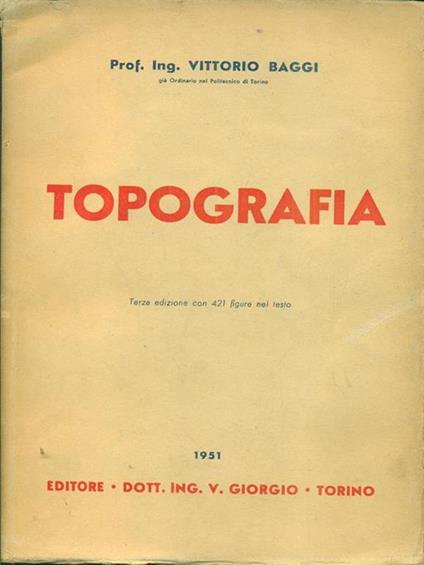 Prof. Ing. VITTORIO BAGGI
già Ordinario nel Politecnico di Torino
TOPOGRAFIA
Terza edizione con 421 figure nel testo
1951
EDITORE • DOTT. ING. V. GIORGIO • TORINO